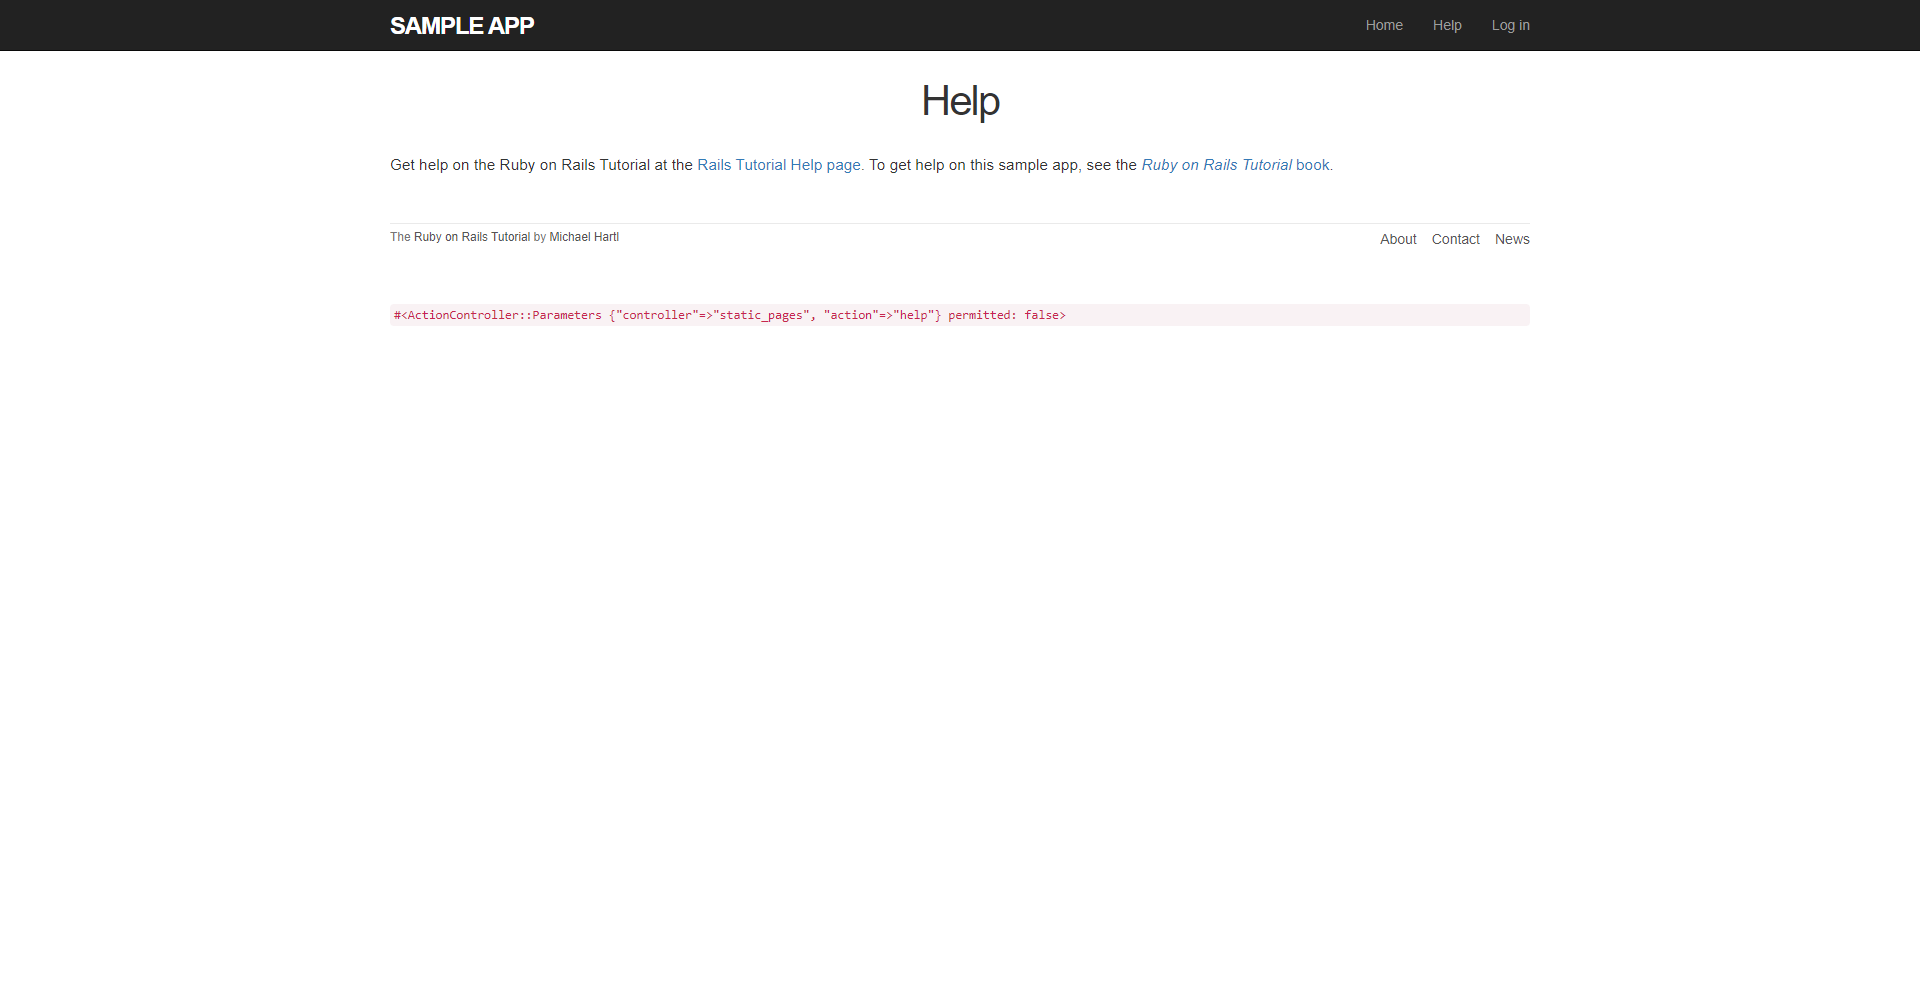 SAMPLE APP
Home Help Log in
Help
Get help on the Ruby on Rails Tutorial at the Rails Tutorial Help page. To get help on this sample app, see the Ruby on Rails Tutorial book.
The Ruby on Rails Tutorial by Michael Hartl
About Contact News
#<ActionController::Parameters {"controller"=>"static_pages", "action"=>"help"} permitted: false>